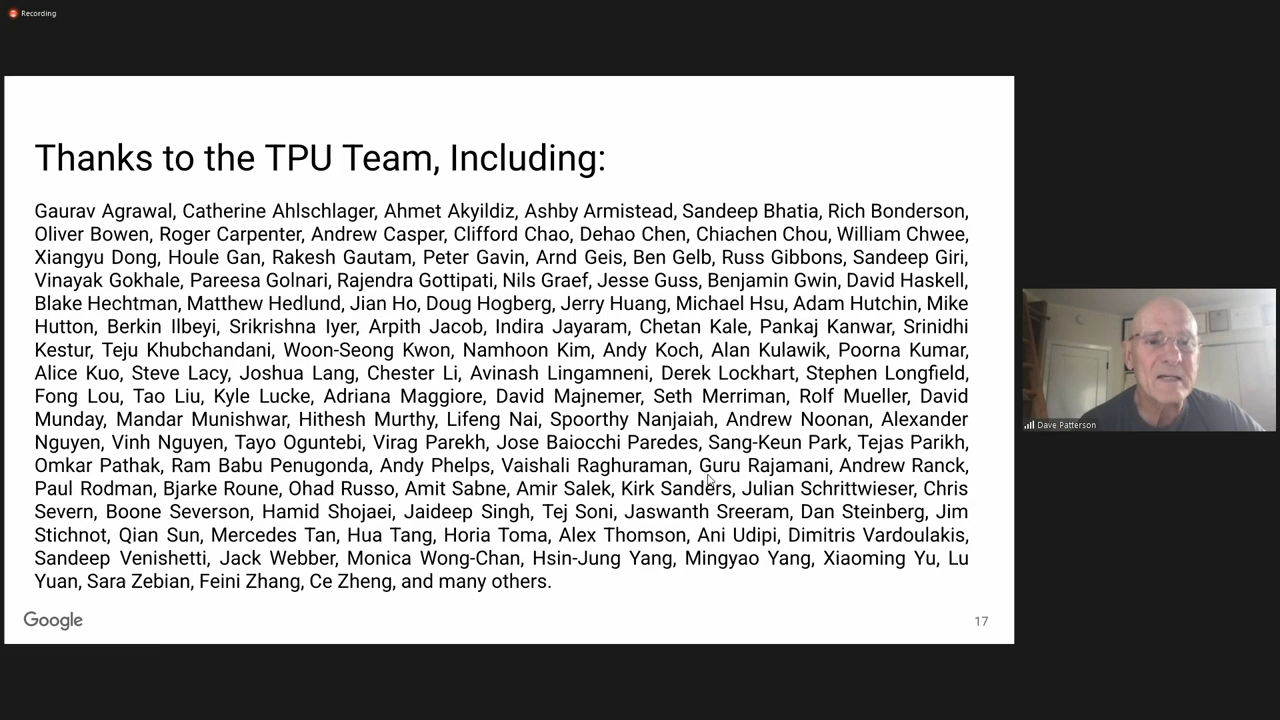 Recording
Thanks to the TPU Team, Including:
Gaurav Agrawal, Catherine Ahlschlager, Ahmet Akyildiz, Ashby Armistead, Sandeep Bhatia, Rich Bonderson,
Oliver Bowen, Roger Carpenter, Andrew Casper, Clifford Chao, Dehao Chen, Chiachen Chou, William Chwee,
Xiangyu Dong, Houle Gan, Rakesh Gautam, Peter Gavin, Arnd Geis, Ben Gelb, Russ Gibbons, Sandeep Giri,
Vinayak Gokhale, Pareesa Golnari, Rajendra Gottipati, Nils Graef, Jesse Guss, Benjamin Gwin, David Haskell,
Blake Hechtman, Matthew Hedlund, Jian Ho, Doug Hogberg, Jerry Huang, Michael Hsu, Adam Hutchin, Mike
Hutton, Berkin Ilbeyi, Srikrishna Iyer, Arpith Jacob, Indira Jayaram, Chetan Kale, Pankaj Kanwar, Srinidhi
Kestur, Teju Khubchandani, Woon-Seong Kwon, Namhoon Kim, Andy Koch, Alan Kulawik, Poorna Kumar,
Alice Kuo, Steve Lacy, Joshua Lang, Chester Li, Avinash Lingamneni, Derek Lockhart, Stephen Longfield,
Fong Lou, Tao Liu, Kyle Lucke, Adriana Maggiore, David Majnemer, Seth Merriman, Rolf Mueller, David
Munday, Mandar Munishwar, Hithesh Murthy, Lifeng Nai, Spoorthy Nanjaiah, Andrew Noonan, Alexander
Nguyen, Vinh Nguyen, Tayo Oguntebi, Virag Parekh, Jose Baiocchi Paredes, Sang-Keun Park, Tejas Parikh,
Omkar Pathak, Ram Babu Penugonda, Andy Phelps, Vaishali Raghuraman, Guru Rajamani, Andrew Ranck,
Paul Rodman, Bjarke Roune, Ohad Russo, Amit Sabne, Amir Salek, Kirk Sanders, Julian Schrittwieser, Chris
Severn, Boone Severson, Hamid Shojaei, Jaideep Singh, Tej Soni, Jaswanth Sreeram, Dan Steinberg, Jim
Stichnot, Qian Sun, Mercedes Tan, Hua Tang, Horia Toma, Alex Thomson, Ani Udipi, Dimitris Vardoulakis,
Sandeep Venishetti, Jack Webber, Monica Wong-Chan, Hsin-Jung Yang, Mingyao Yang, Xiaoming Yu, Lu
Yuan, Sara Zebian, Feini Zhang, Ce Zheng, and many others.
Google
17
Dave Patterson